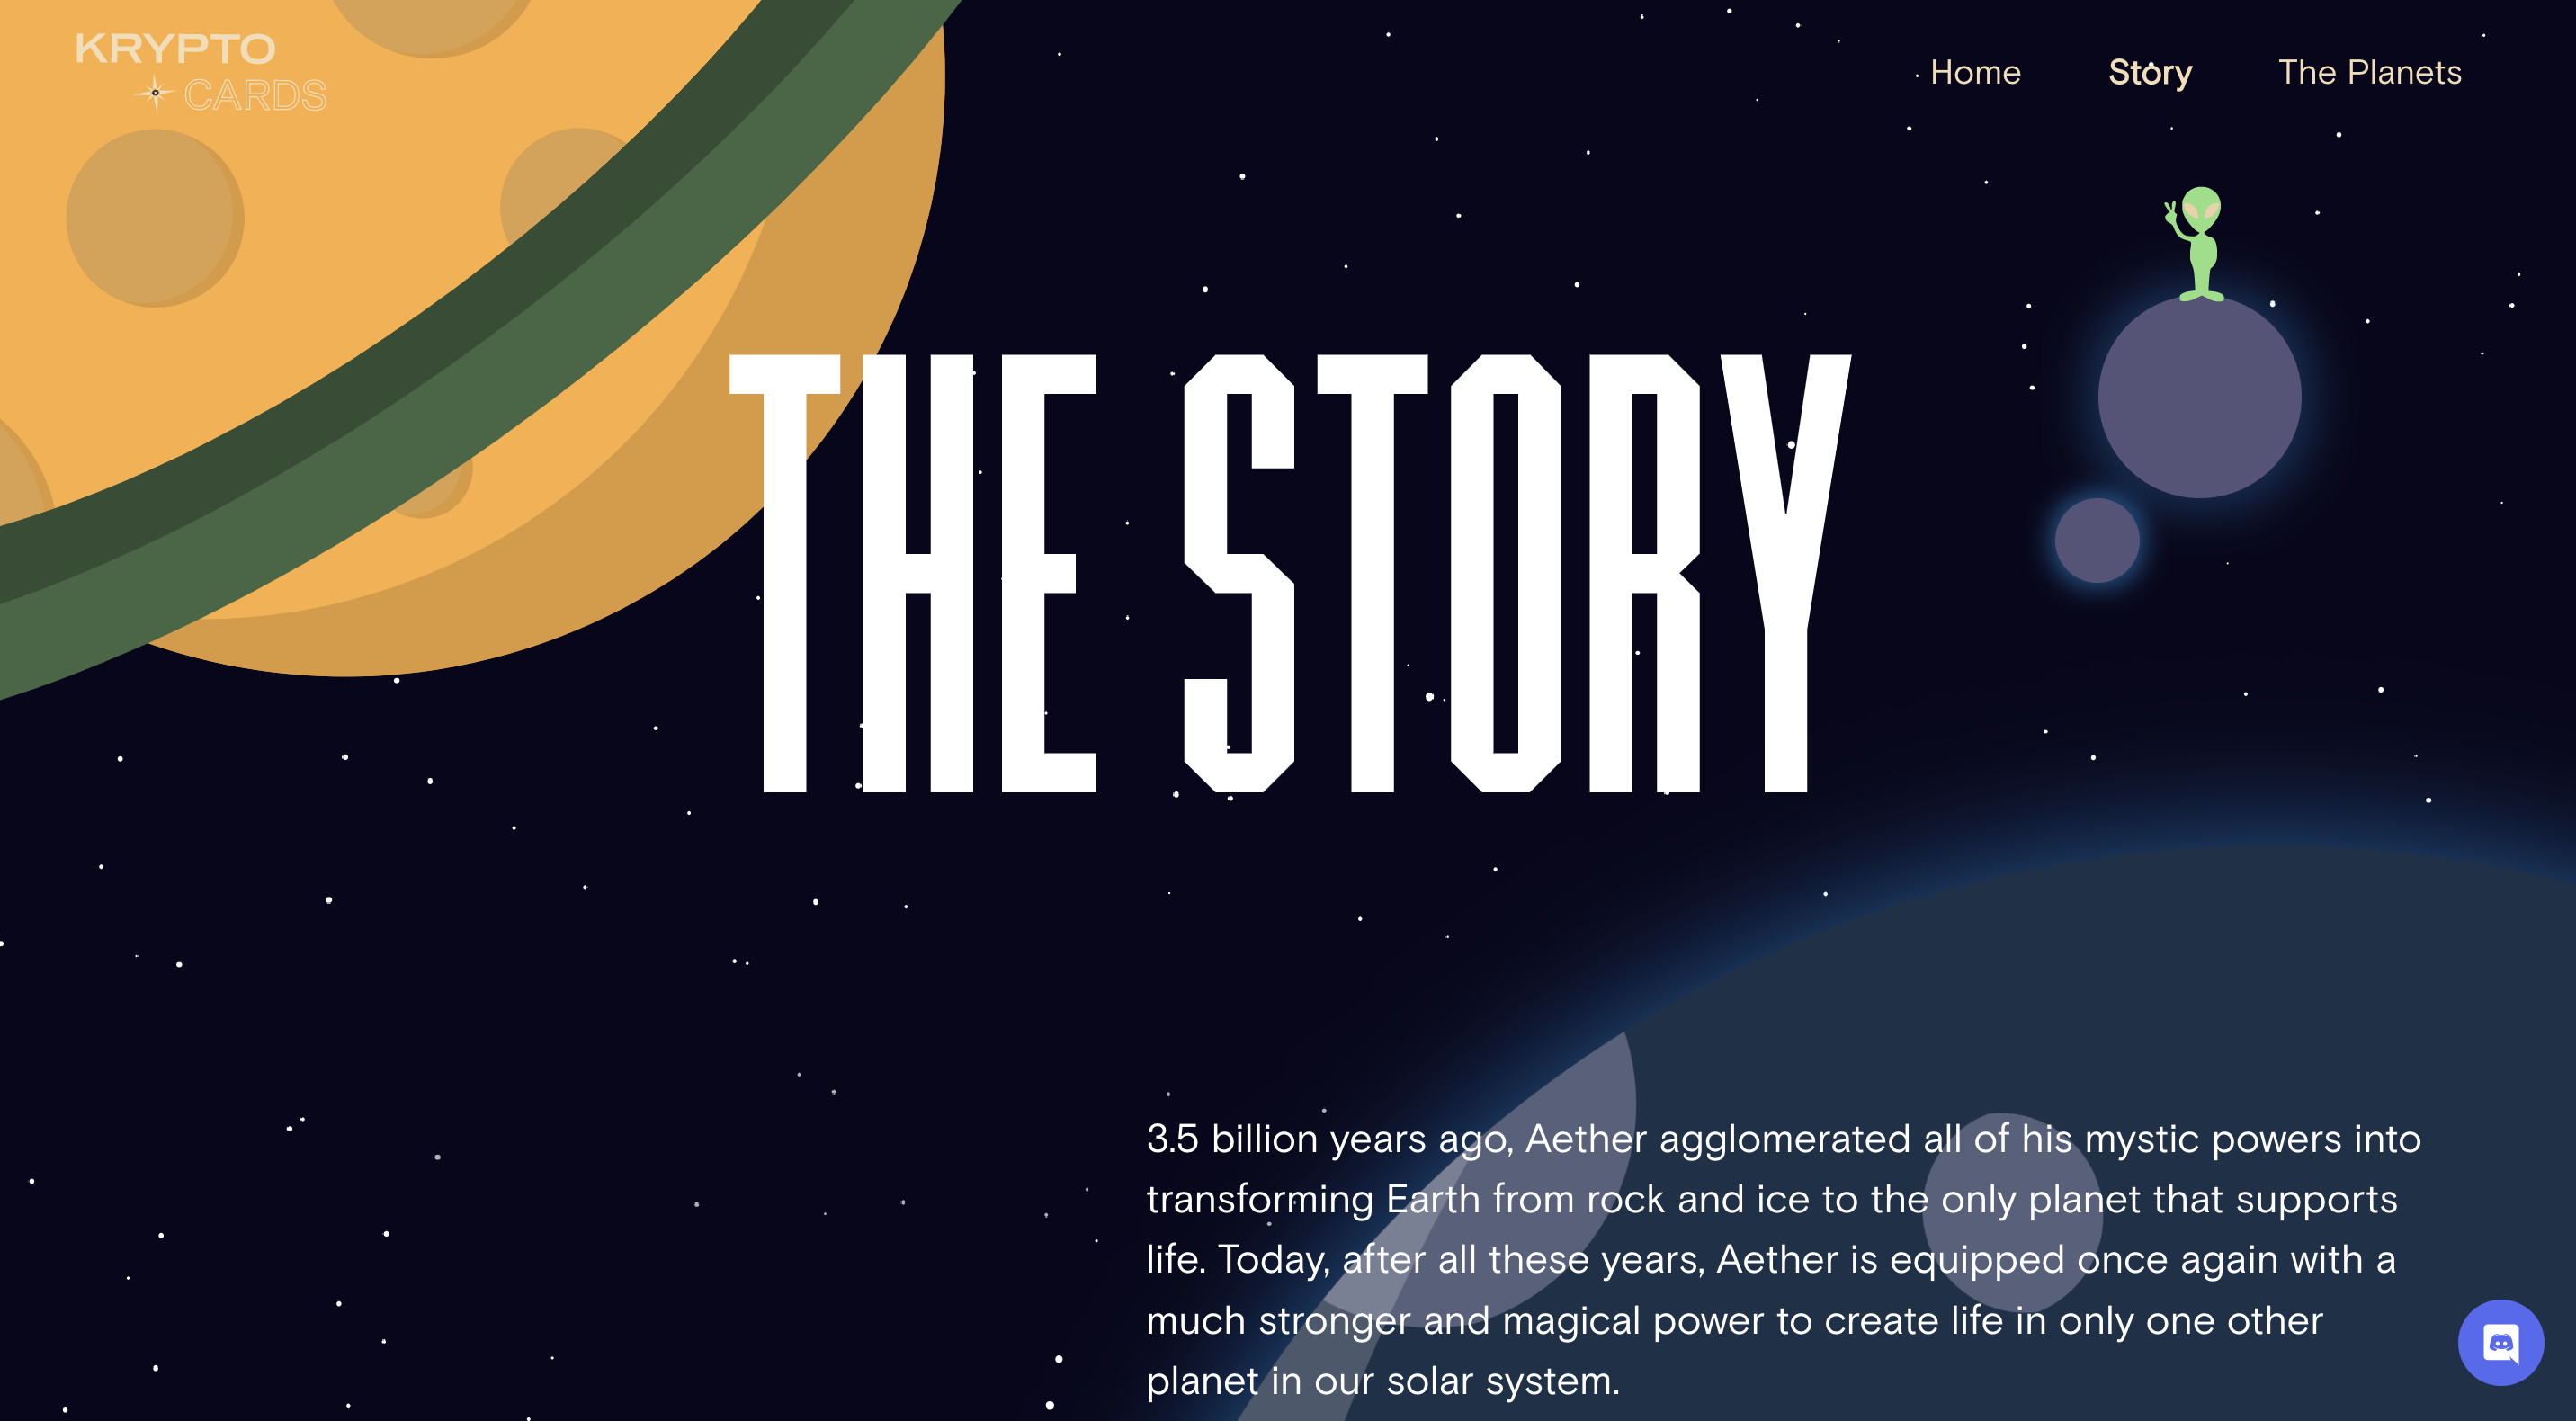 KRYPTO
CARDS
Home Story The Planets
THE STORY
3.5 billion years ago, Aether agglomerated all of his mystic powers into
transforming Earth from rock and ice to the only planet that supports
life. Today, after all these years, Aether is equipped once again with a
much stronger and magical power to create life in only one other
planet in our solar system.